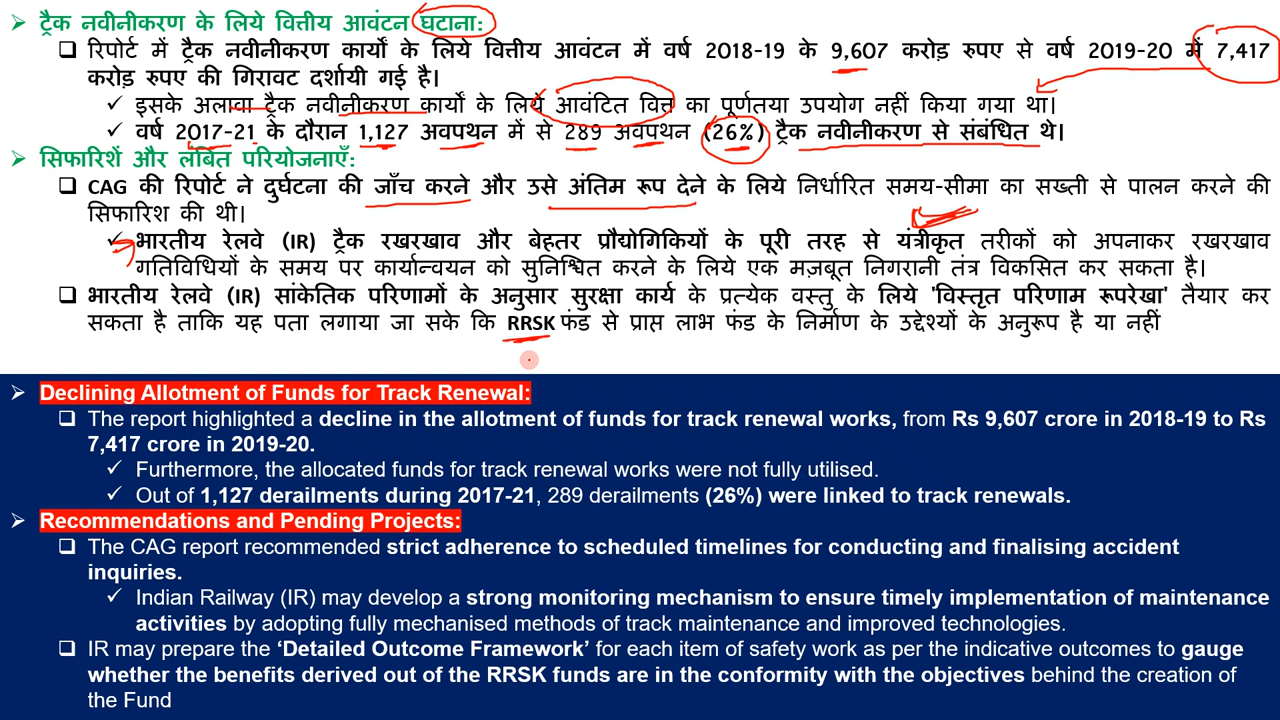 ➢ ट्रैक नवीनीकरण के लिये वित्तीय आवंटन घटाना:
❑ रिपोर्ट में ट्रैक नवीनीकरण कार्यों के लिये वित्तीय आवंटन में वर्ष 2018-19 के 9,607 करोड़ रुपए से वर्ष 2019-20 में 7,417
करोड़ रुपए की गिरावट दर्शायी गई है।
✓ इसके अलावा ट्रैक नवीनीकरण कार्यों के लिये आवंटित वित्त का पूर्णतया उपयोग नहीं किया गया था।
✓ वर्ष 2017-21 के दौरान 1,127 अवपथन में से 289 अवपथन (26%) ट्रैक नवीनीकरण से संबंधित थे।
➢ सिफारिशें और लंबित परियोजनाएँ:
❑ CAG की रिपोर्ट ने दुर्घटना की जाँच करने और उसे अंतिम रूप देने के लिये निर्धारित समय-सीमा का सख्ती से पालन करने की
सिफारिश की थी।
✓ भारतीय रेलवे (IR) ट्रैक रखरखाव और बेहतर प्रौद्योगिकियों के पूरी तरह से यंत्रीकृत तरीकों को अपनाकर रखरखाव
गतिविधियों के समय पर कार्यान्वयन को सुनिश्चित करने के लिये एक मज़बूत निगरानी तंत्र विकसित कर सकता है।
❑ भारतीय रेलवे (IR) सांकेतिक परिणामों के अनुसार सुरक्षा कार्य के प्रत्येक वस्तु के लिये 'विस्तृत परिणाम रूपरेखा' तैयार कर
सकता है ताकि यह पता लगाया जा सके कि RRSK फंड से प्राप्त लाभ फंड के निर्माण के उद्देश्यों के अनुरूप है या नहीं
➢ Declining Allotment of Funds for Track Renewal:
❑ The report highlighted a decline in the allotment of funds for track renewal works, from Rs 9,607 crore in 2018-19 to Rs
7,417 crore in 2019-20.
✓ Furthermore, the allocated funds for track renewal works were not fully utilised.
✓ Out of 1,127 derailments during 2017-21, 289 derailments (26%) were linked to track renewals.
➢ Recommendations and Pending Projects:
❑ The CAG report recommended strict adherence to scheduled timelines for conducting and finalising accident
inquiries.
✓ Indian Railway (IR) may develop a strong monitoring mechanism to ensure timely implementation of maintenance
activities by adopting fully mechanised methods of track maintenance and improved technologies.
❑ IR may prepare the ‘Detailed Outcome Framework’ for each item of safety work as per the indicative outcomes to gauge
whether the benefits derived out of the RRSK funds are in the conformity with the objectives behind the creation of
the Fund